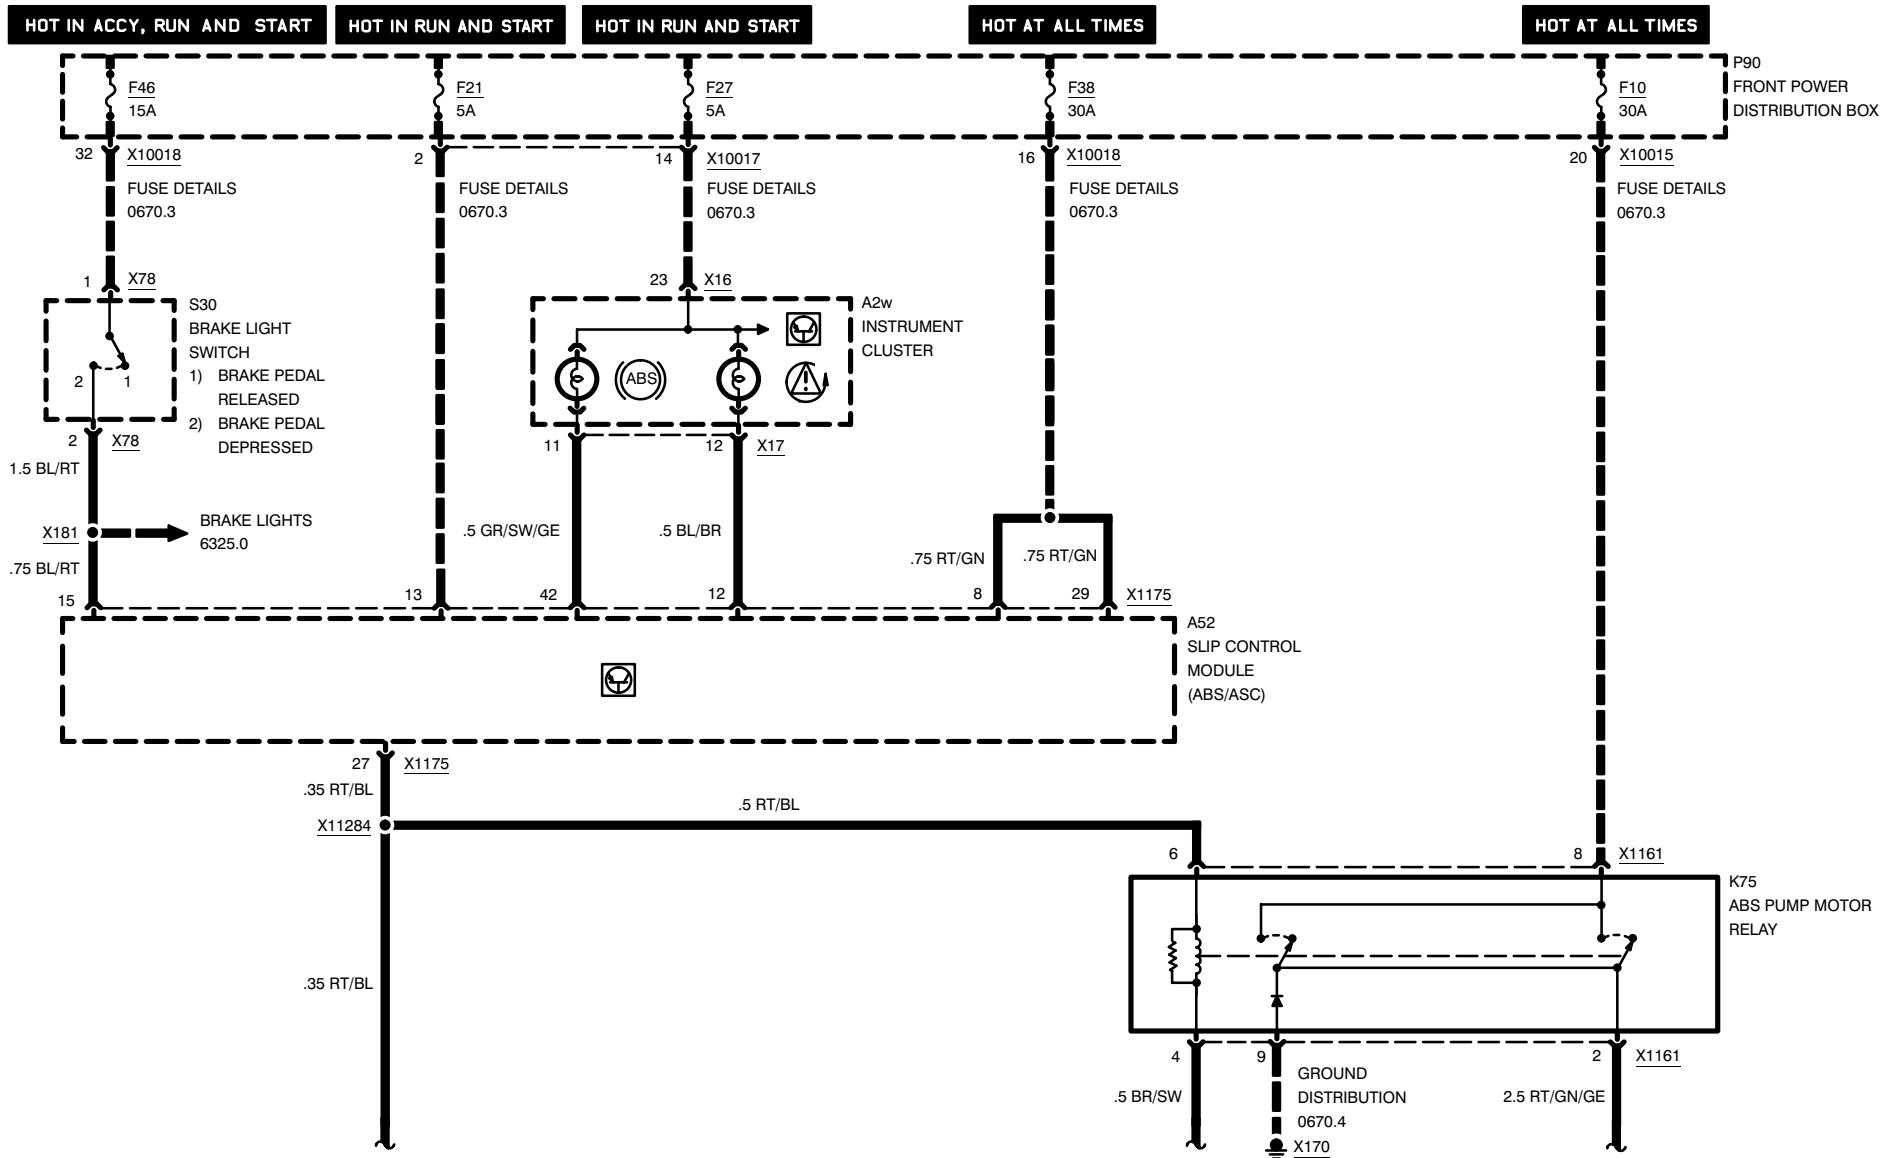 HOT IN ACCY, RUN AND START
HOT IN RUN AND START
HOT IN RUN AND START
HOT AT ALL TIMES
HOT AT ALL TIMES
F46
15A
F21
5A
F27
5A
F38
30A
F10
30A
P90
FRONT POWER
DISTRIBUTION BOX
32
X10018
2
14
X10017
16
X10018
20
X10015
FUSE DETAILS
0670.3
FUSE DETAILS
0670.3
FUSE DETAILS
0670.3
FUSE DETAILS
0670.3
FUSE DETAILS
0670.3
1
X78
23
X16
S30
BRAKE LIGHT
SWITCH
1) BRAKE PEDAL
RELEASED
2) BRAKE PEDAL
DEPRESSED
2
1
A2w
INSTRUMENT
CLUSTER
ABS
!
2
X78
11
12
X17
1.5 BL/RT
X181
BRAKE LIGHTS
6325.0
.75 BL/RT
.5 GR/SW/GE
.5 BL/BR
.75 RT/GN
.75 RT/GN
15
13
42
12
8
29
X1175
A52
SLIP CONTROL
MODULE
(ABS/ASC)
27
X1175
.35 RT/BL
X11284
.5 RT/BL
6
8
X1161
K75
ABS PUMP MOTOR
RELAY
.35 RT/BL
4
9
2
X1161
.5 BR/SW
GROUND
DISTRIBUTION
0670.4
X170
2.5 RT/GN/GE